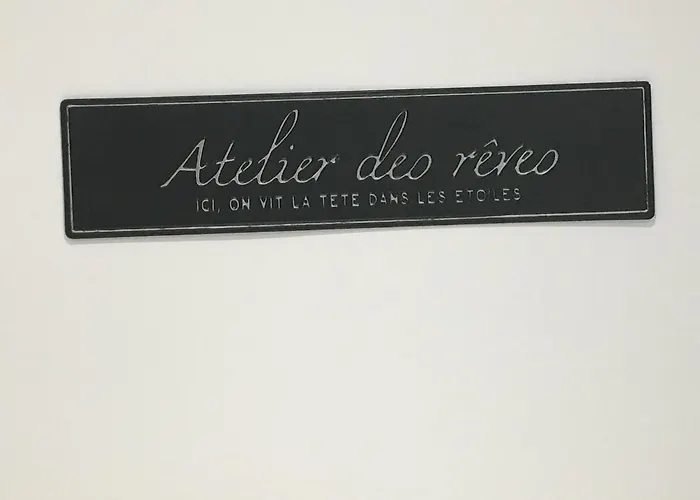 Atelier des rêves
ICI, ON VIT LA TETE DANS LES ETOILES